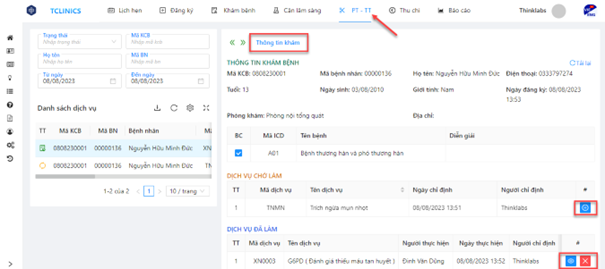 TCLINICS
Lịch hẹn
Đăng ký
Khám bệnh
Cận lâm sàng
PT - TT
Thu chi
Báo cáo
Thinklabs
Trạng thái
Nhập trạng thái
Mã KCB
Nhập mã kcb
Họ tên
Nhập họ tên
Mã BN
Nhập mã bn
Từ ngày
08/08/2023
Đến ngày
08/08/2023
Danh sách dịch vụ
TT Mã KCB Mã BN Bệnh nhân
0808230001 00000136 Nguyễn Hữu Minh Đức XN
0808230001 00000136 Nguyễn Hữu Minh Đức
1-2 của 2 < 1 > 10 / trang
Thông tin khám
THÔNG TIN KHÁM BỆNH
Tải lại
Mã KCB: 0808230001 Mã bệnh nhân: 00000136 Họ tên: Nguyễn Hữu Minh Đức Điện thoại: 0333797274
Tuổi: 13 Ngày sinh: 03/08/2010 Giới tính: Nam Ngày đăng ký: 08/08/2023
13:53
Phòng khám: Phòng nội tổng quát Địa chỉ:
BC Mã ICD Tên bệnh Diễn giải
A01 Bệnh thương hàn và phó thương hàn
DỊCH VỤ CHỜ LÀM
TT Mã dịch vụ Tên dịch vụ Ngày chỉ định Người chỉ định #
1 TNMN Trích ngừa mụn nhọt 08/08/2023 13:51 Thinklabs
DỊCH VỤ ĐÃ LÀM
TT Mã dịch vụ Tên dịch vụ Người thực hiện Ngày thực hiện Người chỉ định #
1 XN0003 G6PD ( Đánh giá thiếu máu tan huyết ) Đinh Văn Dũng 08/08/2023 13:52 Thinklabs